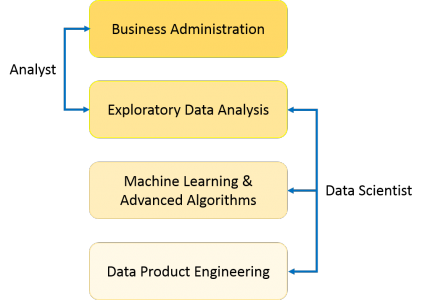 Business Administration
Analyst
Exploratory Data Analysis
Machine Learning &
Advanced Algorithms
Data Scientist
Data Product Engineering